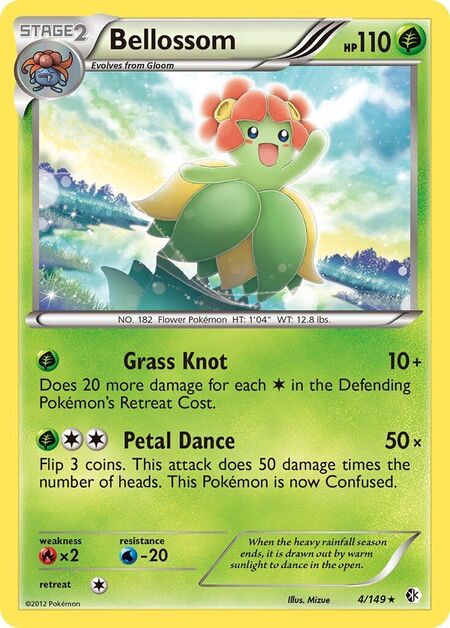 STAGE2
Bellossom
HP110
Evolves from Gloom
NO. 182 Flower Pokémon HT: 1'04" WT: 12.8 lbs.
Grass Knot 10+
Does 20 more damage for each in the Defending
Pokémon's Retreat Cost.
Petal Dance 50×
Flip 3 coins. This attack does 50 damage times the
number of heads. This Pokémon is now Confused.
weakness resistance
×2 -20
When the heavy rainfall season
ends, it is drawn out by warm
sunlight to dance in the open.
retreat
©2012 Pokémon
Illus. Mizue 4/149★